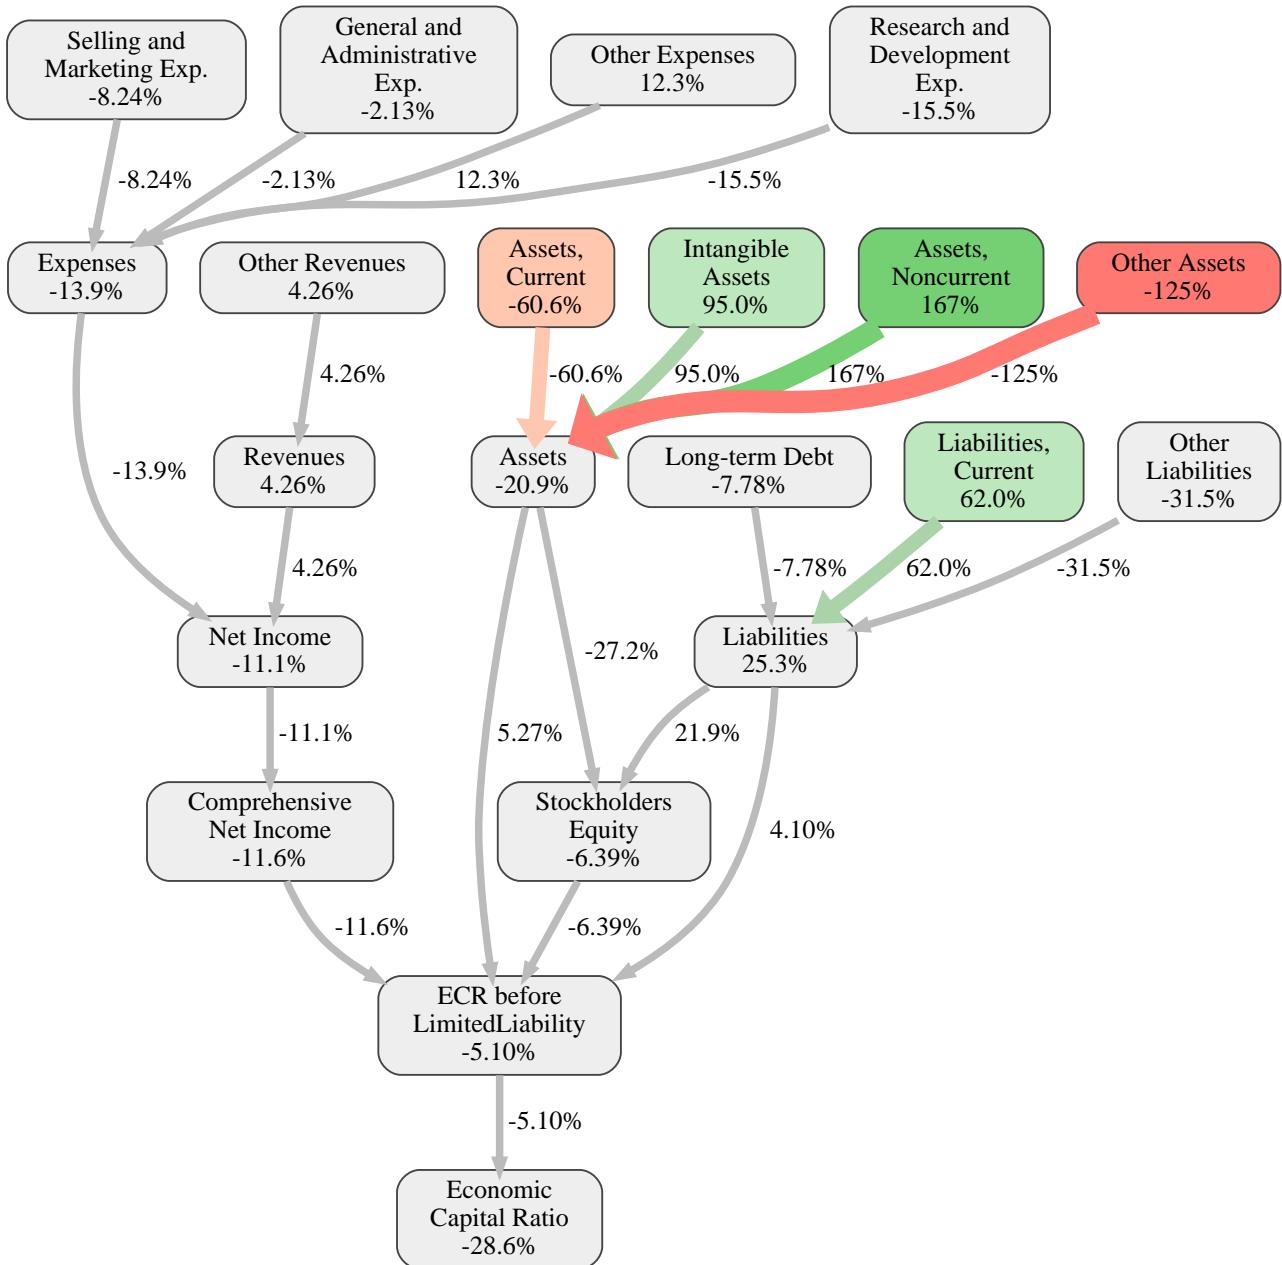 Selling and
Marketing Exp.
-8.24%
General and
Administrative
Exp.
-2.13%
Other Expenses
12.3%
Research and
Development
Exp.
-15.5%
-8.24%
-2.13%
12.3%
-15.5%
Expenses
-13.9%
Other Revenues
4.26%
Assets,
Current
-60.6%
Intangible
Assets
95.0%
Assets,
Noncurrent
167%
Other Assets
-125%
4.26%
-60.6%
95.0%
167%
-125%
-13.9%
Revenues
4.26%
Assets
-20.9%
Long-term Debt
-7.78%
Liabilities,
Current
62.0%
Other
Liabilities
-31.5%
4.26%
-7.78%
62.0%
-31.5%
Net Income
-11.1%
-27.2%
Liabilities
25.3%
-11.1%
5.27%
21.9%
Comprehensive
Net Income
-11.6%
Stockholders
Equity
-6.39%
4.10%
-11.6%
-6.39%
ECR before
LimitedLiability
-5.10%
-5.10%
Economic
Capital Ratio
-28.6%